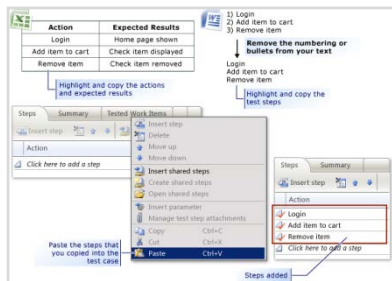 Action Expected Results
Login Home page shown
Add item to cart Check item displayed
Remove item Check item removed
Highlight and copy the actions
and expected results
1) Login
2) Add item to cart
3) Remove item
Remove the numbering or
bullets from your text
Login
Add item to cart
Remove item
Highlight and copy the
test steps
Steps Summary Tested Work Items
Insert step
Action
Click here to add a step
Insert step
Delete
Move up
Move down
Insert shared steps
Create shared steps
Open shared steps
Insert parameter
Manage test step attachments
Copy Ctrl+C
Cut Ctrl+X
Paste Ctrl+V
Paste the steps that
you copied into the
test case
Steps Summary
Insert step
Action
Login
Add item to cart
Remove item
Click here to add a step
Steps added